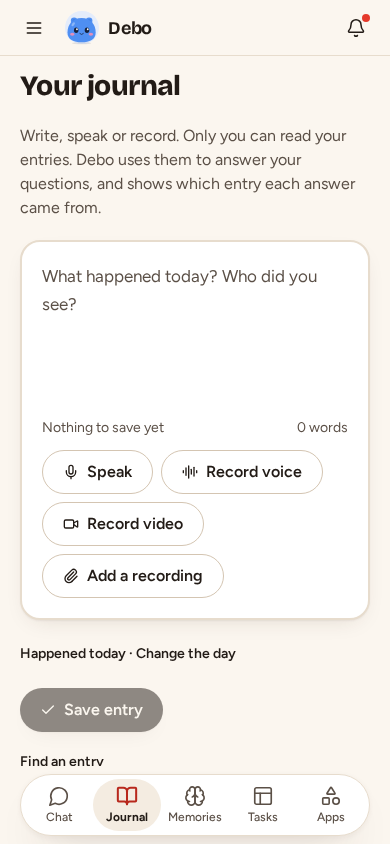 Debo
Your journal
Write, speak or record. Only you can read your
entries. Debo uses them to answer your
questions, and shows which entry each answer
came from.
What happened today? Who did you
see?
Nothing to save yet
0 words
Speak
Record voice
Record video
Add a recording
Happened today · Change the day
Save entry
Find an entry
Chat
Journal
Memories
Tasks
Apps